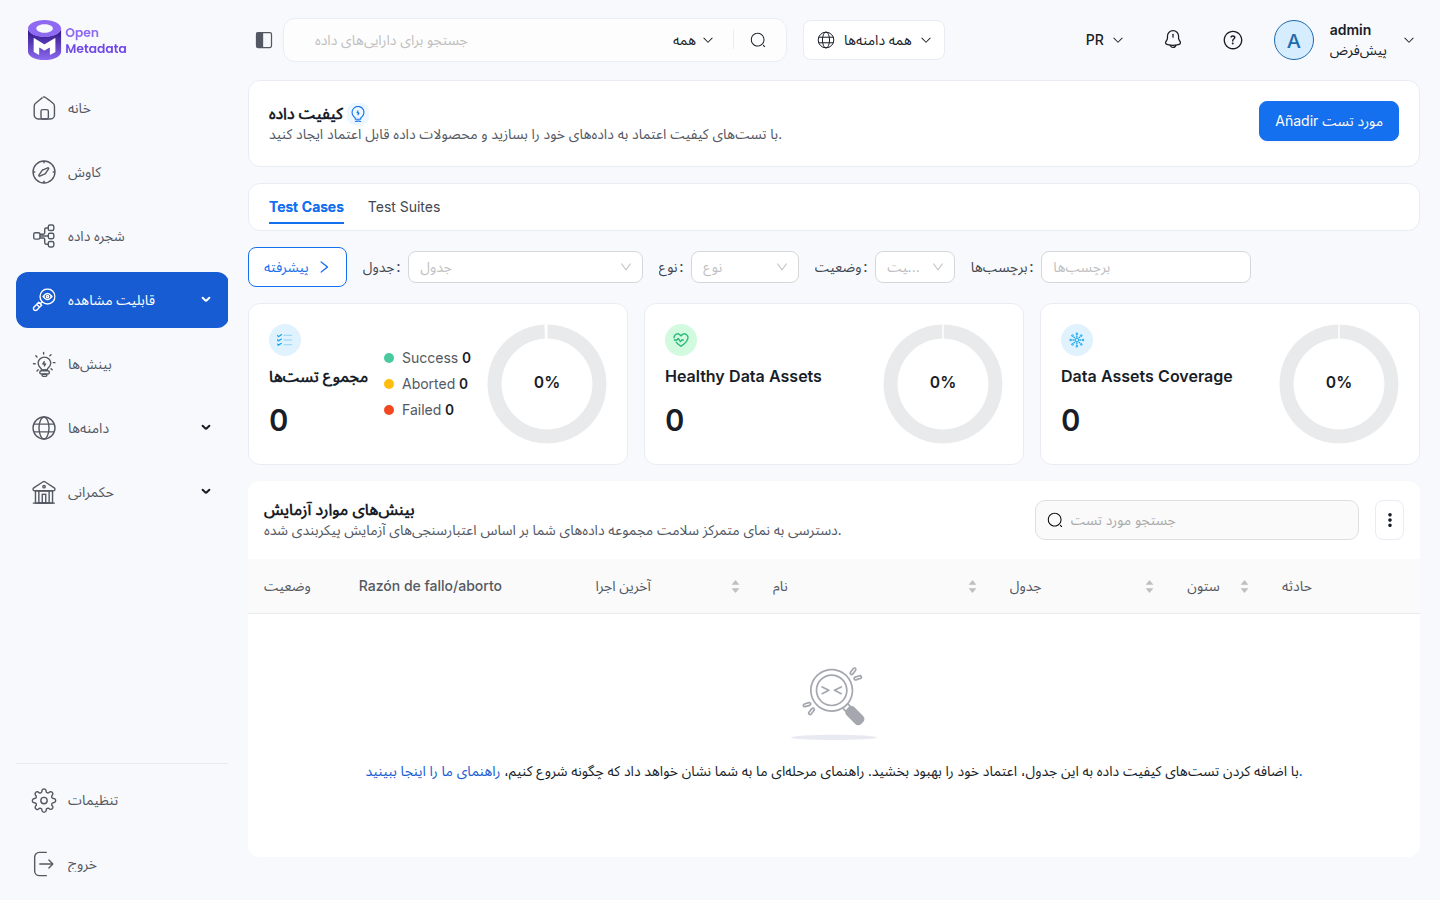 Open
Metadata
جستجو برای دارایی‌های داده
همه
همه دامنه‌ها
PR
A
admin
پیش‌فرض
خانه
کاوش
شجره داده
قابلیت مشاهده
بینش‌ها
دامنه‌ها
حکمرانی
تنظیمات
خروج
کیفیت داده
با تست‌های کیفیت اعتماد به داده‌های خود را بسازید و محصولات داده قابل اعتماد ایجاد کنید.
Añadir مورد تست
Test Cases
Test Suites
پیشرفته
جدول:
جدول
نوع:
نوع
وضعیت:
...یت
برچسب‌ها:
برچسب‌ها
مجموع تست‌ها
0
Success 0
Aborted 0
Failed 0
0%
Healthy Data Assets
0
0%
Data Assets Coverage
0
0%
بینش‌های موارد آزمایش
دسترسی به نمای متمرکز سلامت مجموعه داده‌های شما بر اساس اعتبارسنجی‌های آزمایش پیکربندی شده.
جستجو مورد تست
وضعیت
Razón de fallo/aborto
آخرین اجرا
نام
جدول
ستون
حادثه
با اضافه کردن تست‌های کیفیت داده به این جدول، اعتماد خود را بهبود بخشید. راهنمای مرحله‌ای ما به شما نشان خواهد داد که چگونه شروع کنیم، راهنمای ما را اینجا ببینید.